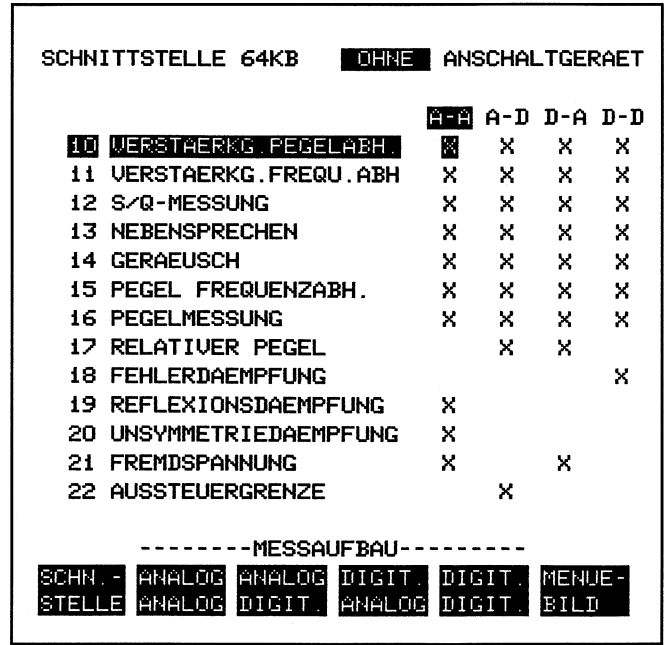 SCHNITTSTELLE 64KB OHNE ANSCHALTGERAET
A-A A-D D-A D-D
10 VERSTAERKG.PEGELABH. X X X X
11 VERSTAERKG.FREQU.ABH X X X X
12 S/Q-MESSUNG X X X X
13 NEBENSPRECHEN X X X X
14 GERAEUSCH X X X X
15 PEGEL FREQUENZABH. X X X X
16 PEGELMESSUNG X X X X
17 RELATIVER PEGEL X X
18 FEHLERDAEMPFUNG X
19 REFLEXIONSDAEMPFUNG X
20 UNSYMMETRIEDAEMPFUNG X
21 FREMDSPANNUNG X X
22 AUSSTEUERGRENZE X
--------MESSAUFBAU---------
SCHN.- ANALOG ANALOG DIGIT. DIGIT. MENUE-
STELLE ANALOG DIGIT. ANALOG DIGIT. BILD